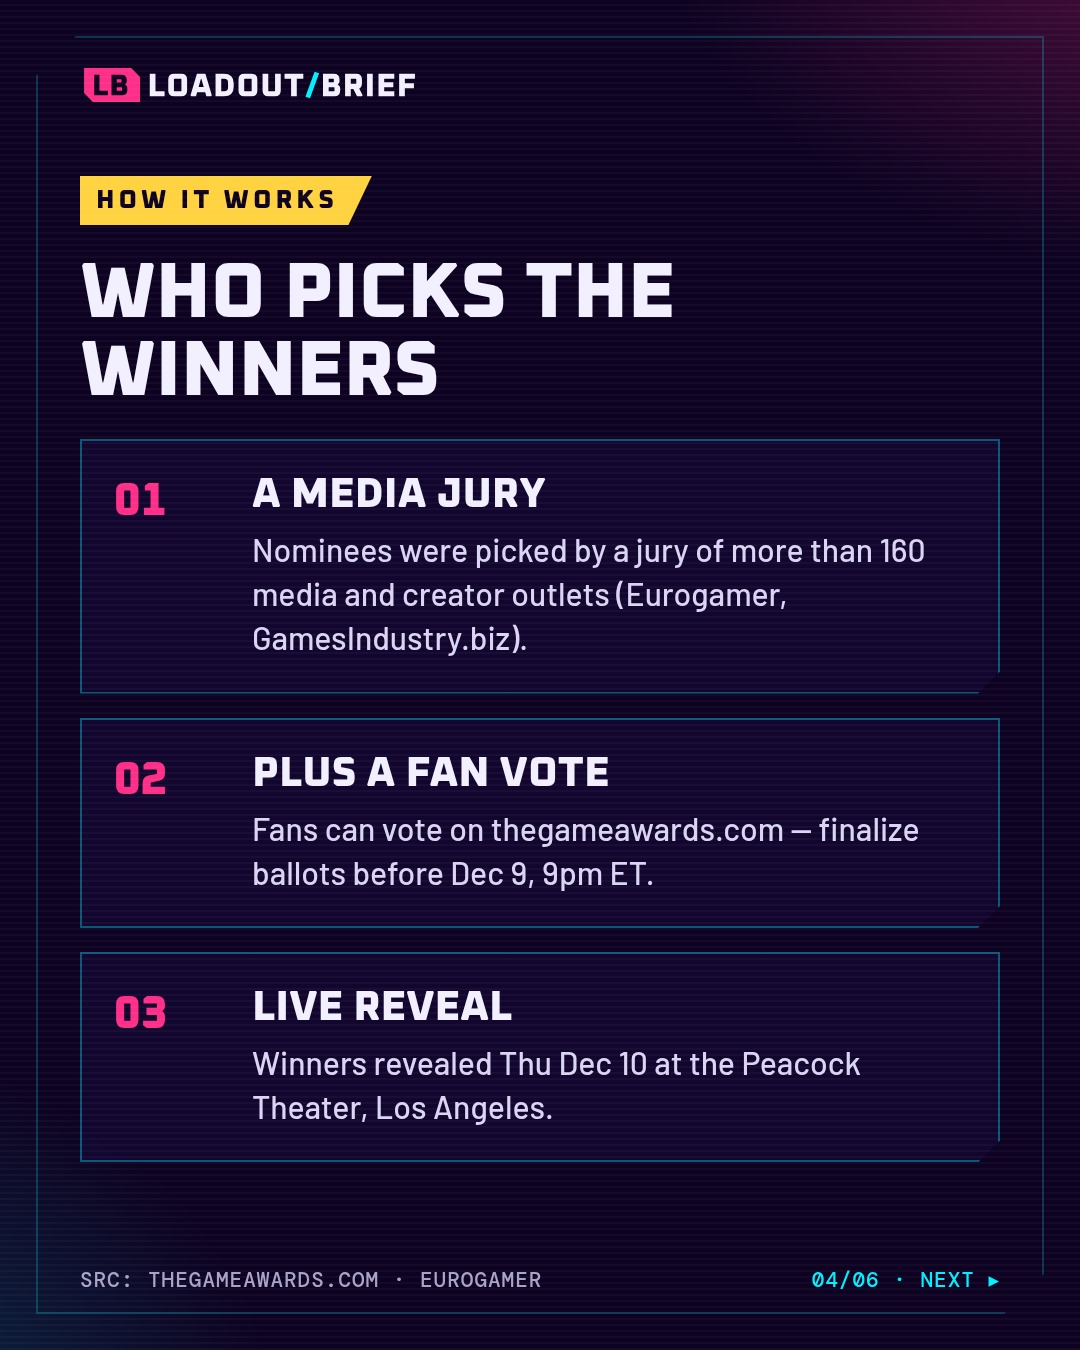 LB LOADOUT/BRIEF
HOW IT WORKS
WHO PICKS THE
WINNERS
01
A MEDIA JURY
Nominees were picked by a jury of more than 160
media and creator outlets (Eurogamer,
GamesIndustry.biz).
02
PLUS A FAN VOTE
Fans can vote on thegameawards.com — finalize
ballots before Dec 9, 9pm ET.
03
LIVE REVEAL
Winners revealed Thu Dec 10 at the Peacock
Theater, Los Angeles.
SRC: THEGAMEAWARDS.COM · EUROGAMER
04/06 · NEXT ▸